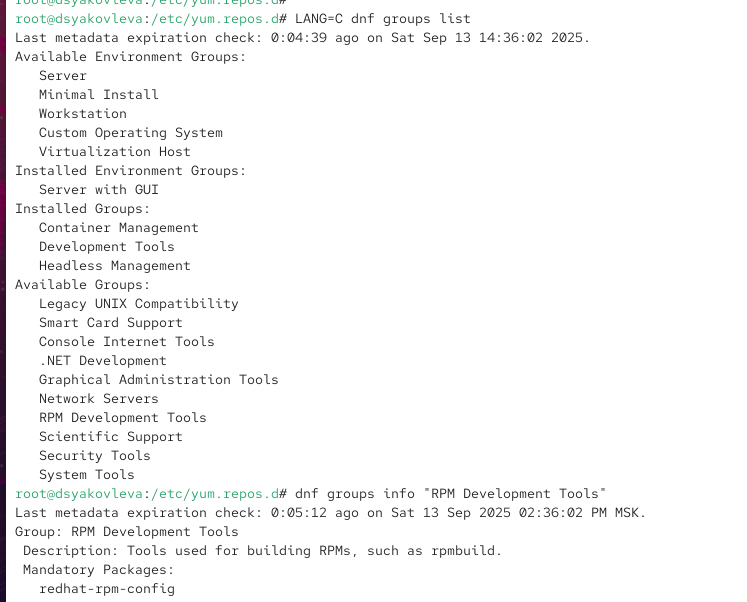 root@dsyakovleva:/etc/yum.repos.d#
root@dsyakovleva:/etc/yum.repos.d# LANG=C dnf groups list
Last metadata expiration check: 0:04:39 ago on Sat Sep 13 14:36:02 2025.
Available Environment Groups:
   Server
   Minimal Install
   Workstation
   Custom Operating System
   Virtualization Host
Installed Environment Groups:
   Server with GUI
Installed Groups:
   Container Management
   Development Tools
   Headless Management
Available Groups:
   Legacy UNIX Compatibility
   Smart Card Support
   Console Internet Tools
   .NET Development
   Graphical Administration Tools
   Network Servers
   RPM Development Tools
   Scientific Support
   Security Tools
   System Tools
root@dsyakovleva:/etc/yum.repos.d# dnf groups info "RPM Development Tools"
Last metadata expiration check: 0:05:12 ago on Sat 13 Sep 2025 02:36:02 PM MSK.
Group: RPM Development Tools
 Description: Tools used for building RPMs, such as rpmbuild.
 Mandatory Packages:
   redhat-rpm-config